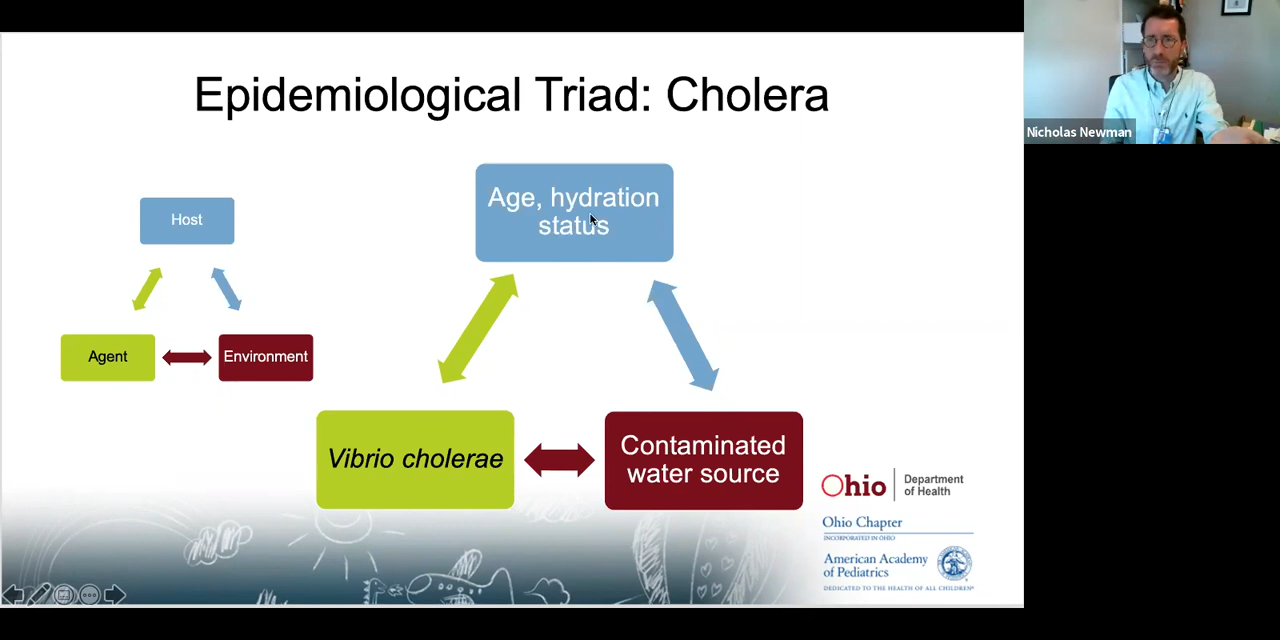 Epidemiological Triad: Cholera
Host
Agent
Environment
Age, hydration
status
Vibrio cholerae
Contaminated
water source
Ohio
Department
of Health
Ohio Chapter
INCORPORATED IN OHIO
American Academy
of Pediatrics
DEDICATED TO THE HEALTH OF ALL CHILDREN®
Nicholas Newman